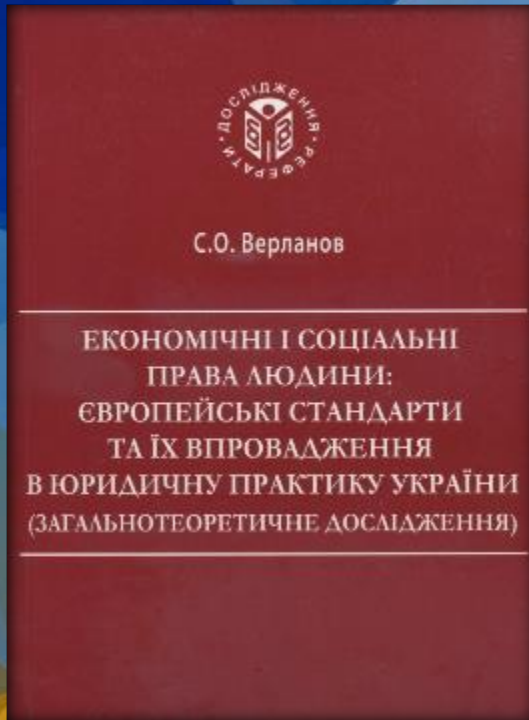 ДОСЛІДЖЕННЯ · РЕФЕРАТИ ·
С.О. Верланов
ЕКОНОМІЧНІ І СОЦІАЛЬНІ
ПРАВА ЛЮДИНИ:
ЄВРОПЕЙСЬКІ СТАНДАРТИ
ТА ЇХ ВПРОВАДЖЕННЯ
В ЮРИДИЧНУ ПРАКТИКУ УКРАЇНИ
(ЗАГАЛЬНОТЕОРЕТИЧНЕ ДОСЛІДЖЕННЯ)